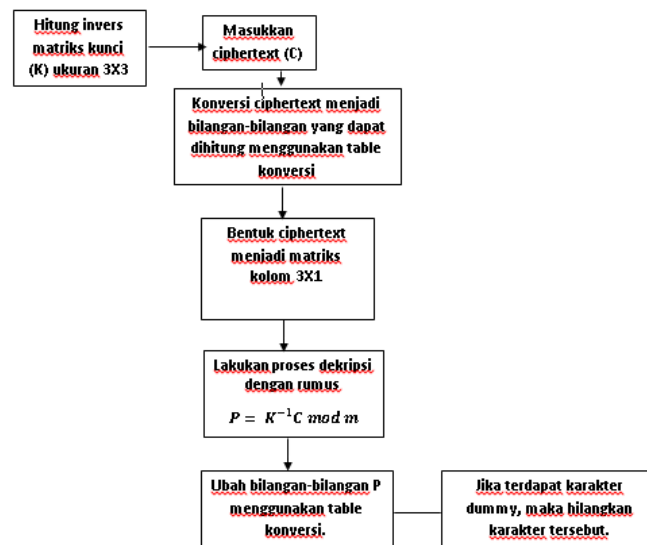 Hitung invers
matriks kunci
(K) ukuran 3X3
Masukkan
ciphertext (C)
Konversi ciphertext menjadi
bilangan-bilangan yang dapat
dihitung menggunakan table
konversi
Bentuk ciphertext
menjadi matriks
kolom 3X1
Lakukan proses dekripsi
dengan rumus
P = K⁻¹C mod m
Ubah bilangan-bilangan P
menggunakan table
konversi.
Jika terdapat karakter
dummy, maka hilangkan
karakter tersebut.